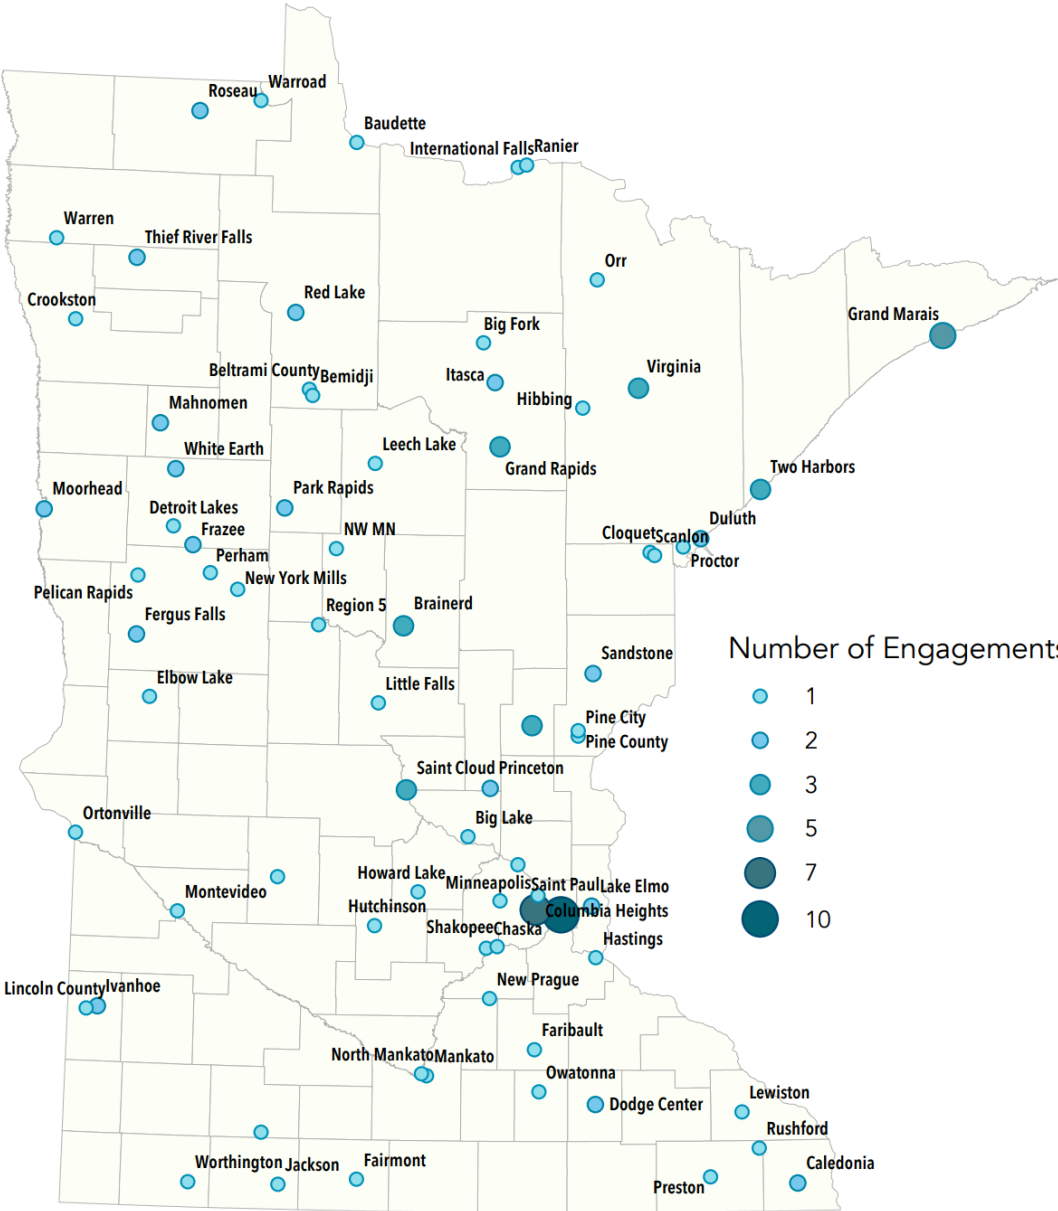 Warroad
Roseau
Baudette
International Falls
Ranier
Warren
Thief River Falls
Orr
Crookston
Red Lake
Grand Marais
Big Fork
Beltrami County
Bemidji
Itasca
Virginia
Hibbing
Mahnomen
White Earth
Leech Lake
Grand Rapids
Two Harbors
Moorhead
Park Rapids
Detroit Lakes
Frazee
NW MN
Duluth
Cloquet
Scanlon
Proctor
Perham
New York Mills
Pelican Rapids
Region 5
Brainerd
Fergus Falls
Sandstone
Number of Engagements
Elbow Lake
Little Falls
1
Pine City
2
Pine County
Saint Cloud
Princeton
3
Ortonville
Big Lake
5
Howard Lake
Minneapolis
Saint Paul
Lake Elmo
7
Montevideo
Hutchinson
Columbia Heights
10
Shakopee
Chaska
Hastings
Lincoln County
Ivanhoe
New Prague
Faribault
North Mankato
Mankato
Owatonna
Dodge Center
Lewiston
Rushford
Worthington
Jackson
Fairmont
Caledonia
Preston